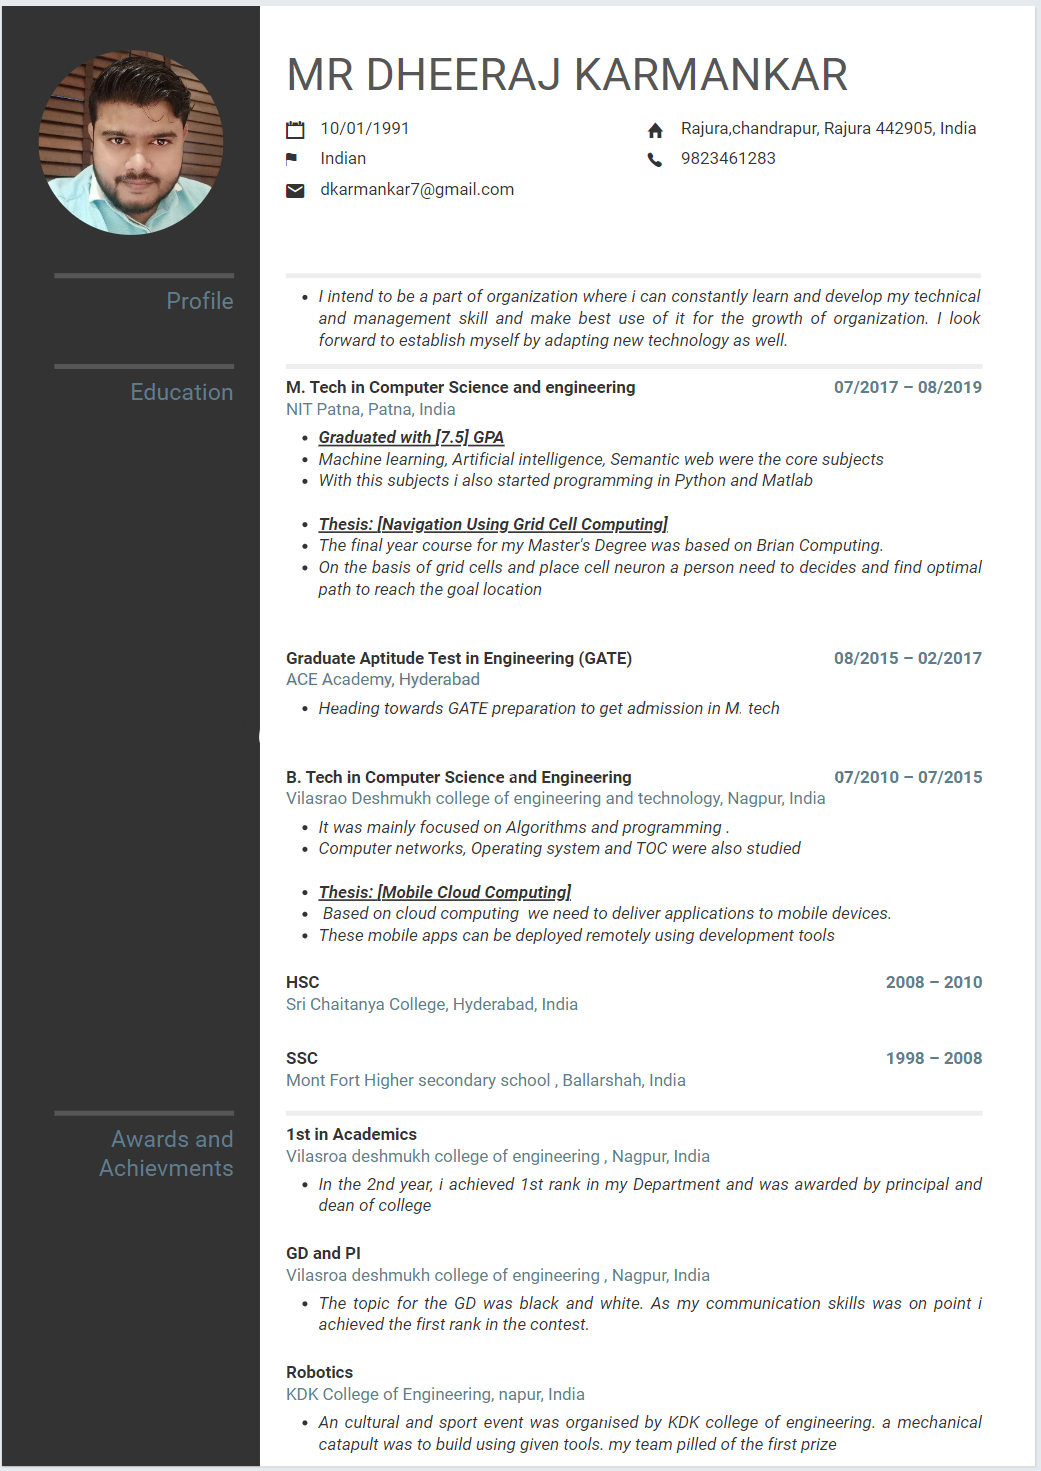 MR DHEERAJ KARMANKAR
10/01/1991
Rajura,chandrapur, Rajura 442905, India
Indian
9823461283
dkarmankar7@gmail.com
Profile
• I intend to be a part of organization where i can constantly learn and develop my technical
and management skill and make best use of it for the growth of organization. I look
forward to establish myself by adapting new technology as well.
Education
M. Tech in Computer Science and engineering 07/2017 – 08/2019
NIT Patna, Patna, India
• Graduated with [7.5] GPA
• Machine learning, Artificial intelligence, Semantic web were the core subjects
• With this subjects i also started programming in Python and Matlab
• Thesis: [Navigation Using Grid Cell Computing]
• The final year course for my Master's Degree was based on Brian Computing.
• On the basis of grid cells and place cell neuron a person need to decides and find optimal
path to reach the goal location
Graduate Aptitude Test in Engineering (GATE) 08/2015 – 02/2017
ACE Academy, Hyderabad
• Heading towards GATE preparation to get admission in M. tech
B. Tech in Computer Science and Engineering 07/2010 – 07/2015
Vilasrao Deshmukh college of engineering and technology, Nagpur, India
• It was mainly focused on Algorithms and programming .
• Computer networks, Operating system and TOC were also studied
• Thesis: [Mobile Cloud Computing]
• Based on cloud computing we need to deliver applications to mobile devices.
• These mobile apps can be deployed remotely using development tools
HSC 2008 – 2010
Sri Chaitanya College, Hyderabad, India
SSC 1998 – 2008
Mont Fort Higher secondary school , Ballarshah, India
Awards and
Achievments
1st in Academics
Vilasroa deshmukh college of engineering , Nagpur, India
• In the 2nd year, i achieved 1st rank in my Department and was awarded by principal and
dean of college
GD and PI
Vilasroa deshmukh college of engineering , Nagpur, India
• The topic for the GD was black and white. As my communication skills was on point i
achieved the first rank in the contest.
Robotics
KDK College of Engineering, napur, India
• An cultural and sport event was organised by KDK college of engineering. a mechanical
catapult was to build using given tools. my team pilled of the first prize